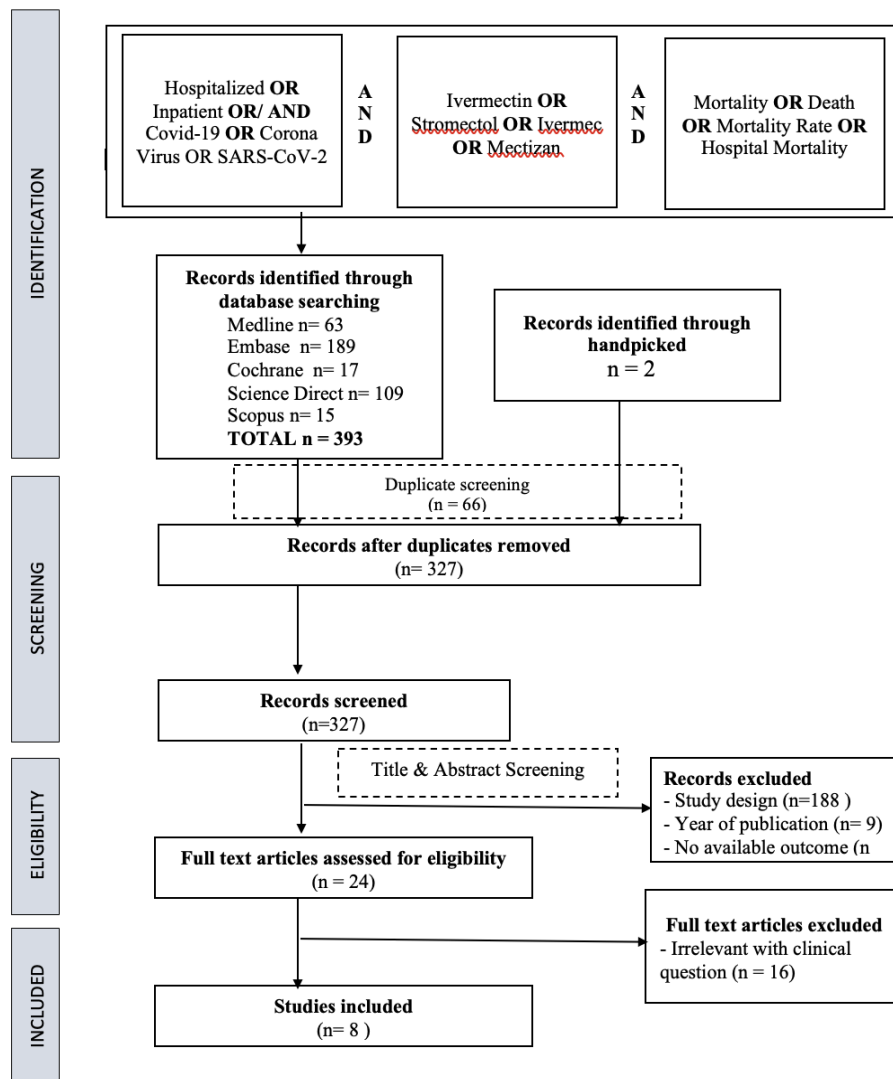 IDENTIFICATION
Hospitalized OR
Inpatient OR/ AND
Covid-19 OR Corona
Virus OR SARS-CoV-2
A
N
D
Ivermectin OR
Stromectol OR Ivermec
OR Mectizan
A
N
D
Mortality OR Death
OR Mortality Rate OR
Hospital Mortality
Records identified through
database searching
Medline n= 63
Embase n= 189
Cochrane n= 17
Science Direct n= 109
Scopus n= 15
TOTAL n = 393
Records identified through
handpicked
n = 2
SCREENING
Duplicate screening
(n = 66)
Records after duplicates removed
(n= 327)
Records screened
(n=327)
ELIGIBILITY
Title & Abstract Screening
Records excluded
- Study design (n=188 )
- Year of publication (n= 9)
- No available outcome (n
Full text articles assessed for eligibility
(n = 24)
INCLUDED
Full text articles excluded
- Irrelevant with clinical
question (n = 16)
Studies included
(n= 8 )